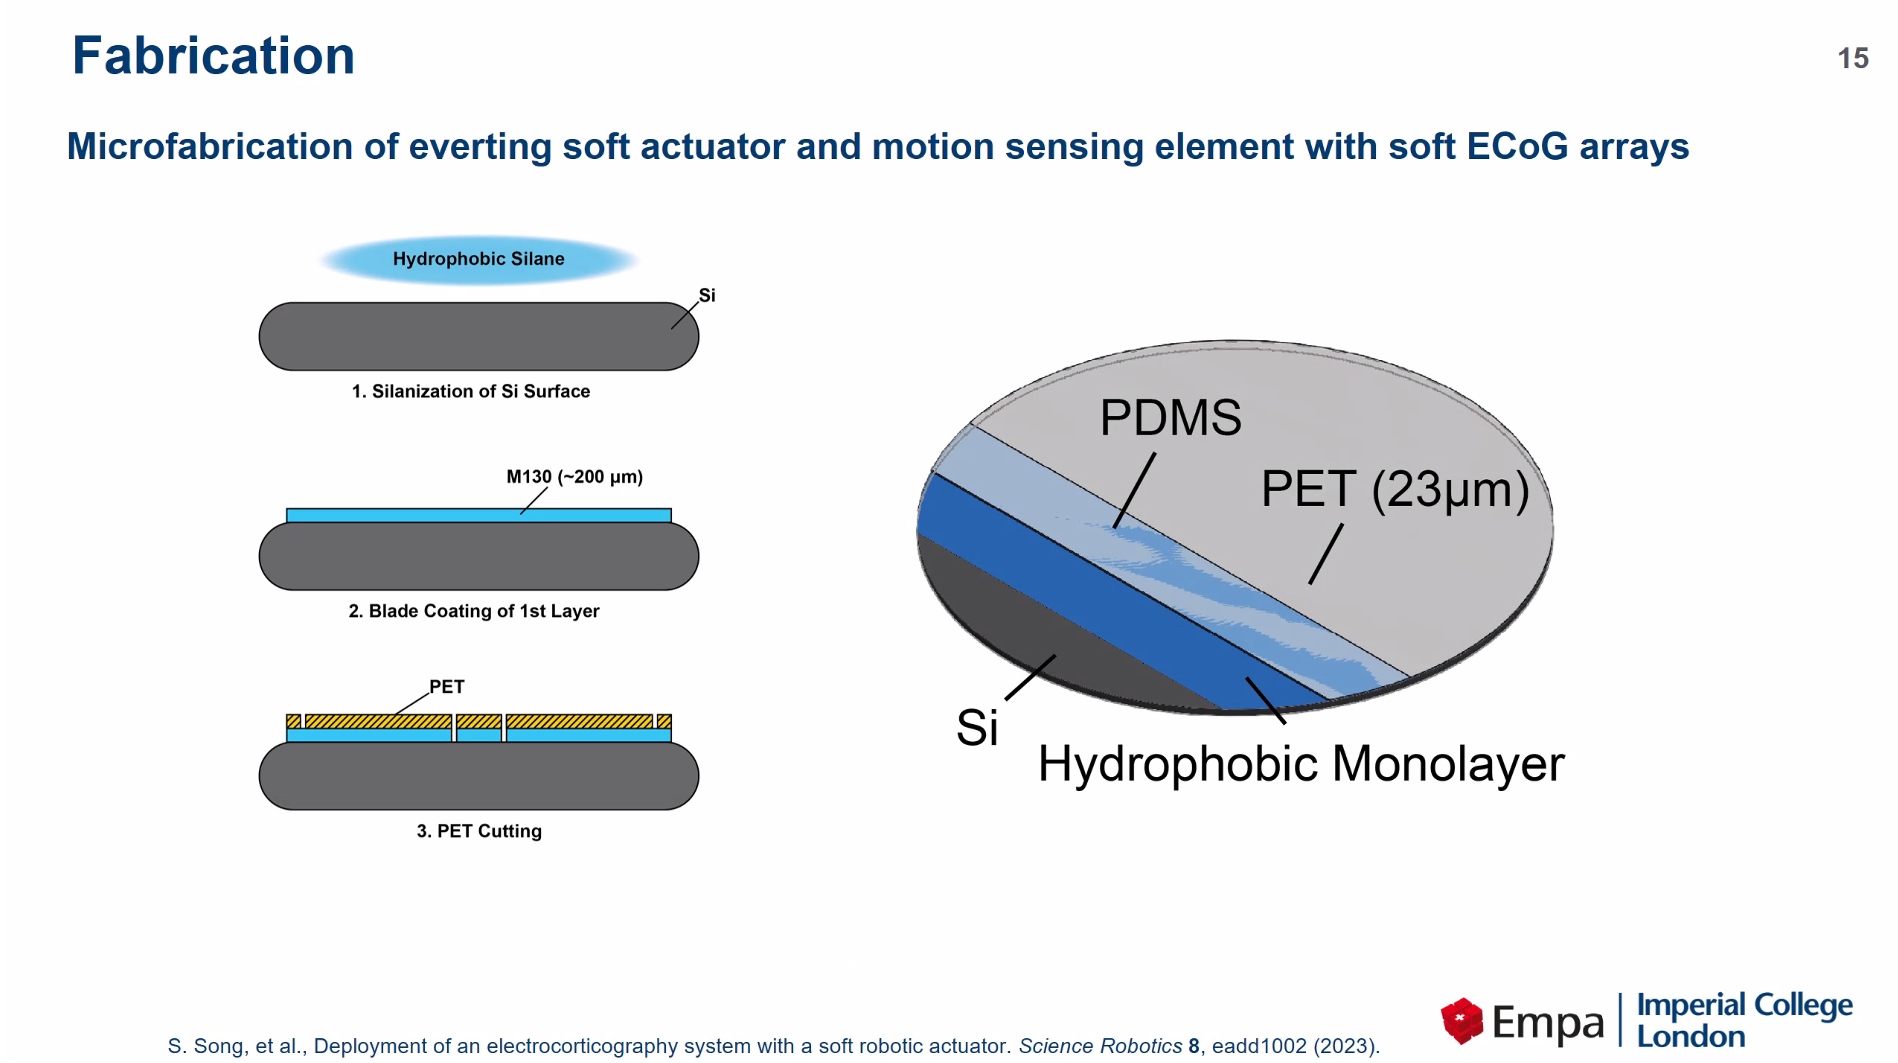 Fabrication
15
Microfabrication of everting soft actuator and motion sensing element with soft ECoG arrays
Hydrophobic Silane
Si
1. Silanization of Si Surface
M130 (~200 µm)
2. Blade Coating of 1st Layer
PET
3. PET Cutting
PDMS
PET (23µm)
Si
Hydrophobic Monolayer
Empa
Imperial College
London
S. Song, et al., Deployment of an electrocorticography system with a soft robotic actuator. Science Robotics 8, eadd1002 (2023).